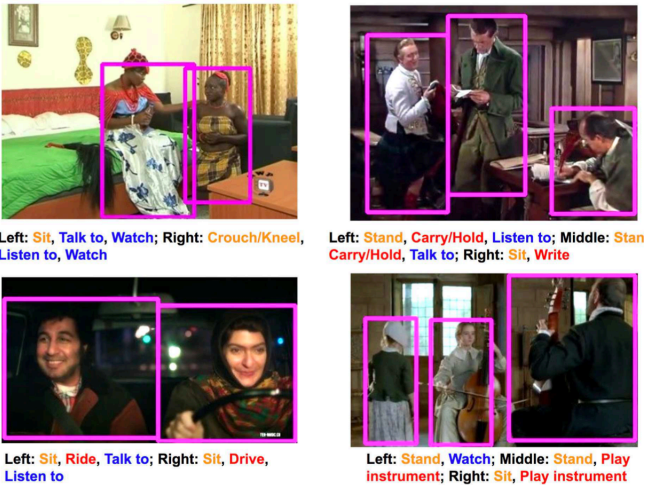 Left: Sit, Talk to, Watch; Right: Crouch/Kneel,
Listen to, Watch
Left: Stand, Carry/Hold, Listen to; Middle: Stan
Carry/Hold, Talk to; Right: Sit, Write
Left: Sit, Ride, Talk to; Right: Sit, Drive,
Listen to
Left: Stand, Watch; Middle: Stand, Play
instrument; Right: Sit, Play instrument